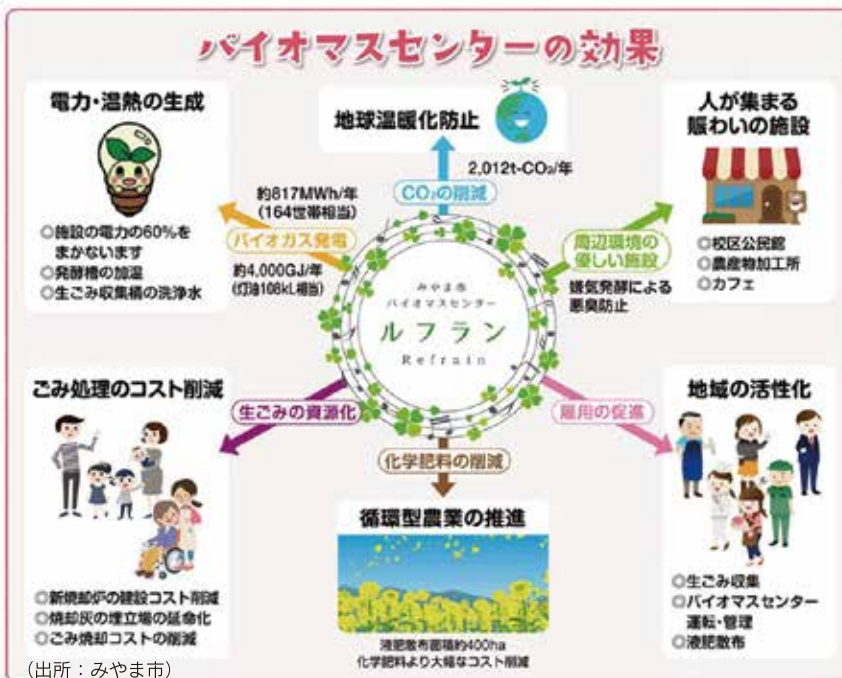 バイオマスセンターの効果
電力・温熱の生成
◎施設の電力の60%を
まかないます
◎発酵槽の加温
◎生ごみ収集桶の洗浄水
約817MWh/年
(164世帯相当)
バイオガス発電
約4,000GJ/年
(灯油108kL相当)
地球温暖化防止
2,012t-CO₂/年
CO₂の削減
人が集まる
賑わいの施設
◎校区公民館
◎農産物加工所
◎カフェ
周辺環境の
優しい施設
嫌気発酵による
悪臭防止
みやま市
バイオマスセンター
ルフラン
Refrain
ごみ処理のコスト削減
◎新焼却炉の建設コスト削減
◎焼却灰の埋立場の延命化
◎ごみ焼却コストの削減
生ごみの資源化
化学肥料の削減
循環型農業の推進
液肥散布面積約400ha
化学肥料より大幅なコスト削減
雇用の促進
地域の活性化
◎生ごみ収集
◎バイオマスセンター
運転・管理
◎液肥散布
(出所:みやま市)